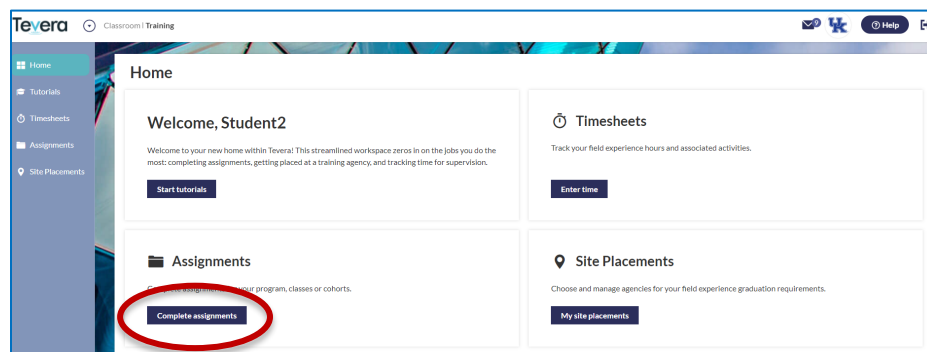 Tevera Classroom | Training 9 UK Help
Home
Tutorials
Timesheets
Assignments
Site Placements
Home
Welcome, Student2
Welcome to your new home within Tevera! This streamlined workspace zeros in on the jobs you do the
most: completing assignments, getting placed at a training agency, and tracking time for supervision.
Start tutorials
Timesheets
Track your field experience hours and associated activities.
Enter time
Assignments
Complete assignments your program, classes or cohorts.
Complete assignments
Site Placements
Choose and manage agencies for your field experience graduation requirements.
My site placements